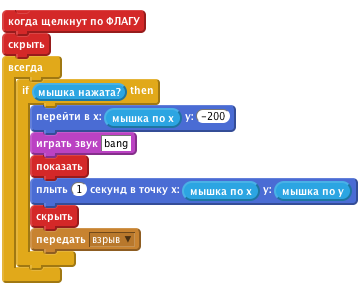 когда щелкнут по ФЛАГУ
скрыть
всегда
if мышка нажата? then
перейти в x: мышка по x y: -200
играть звук bang
показать
плыть 1 секунд в точку x: мышка по x y: мышка по y
скрыть
передать взрыв